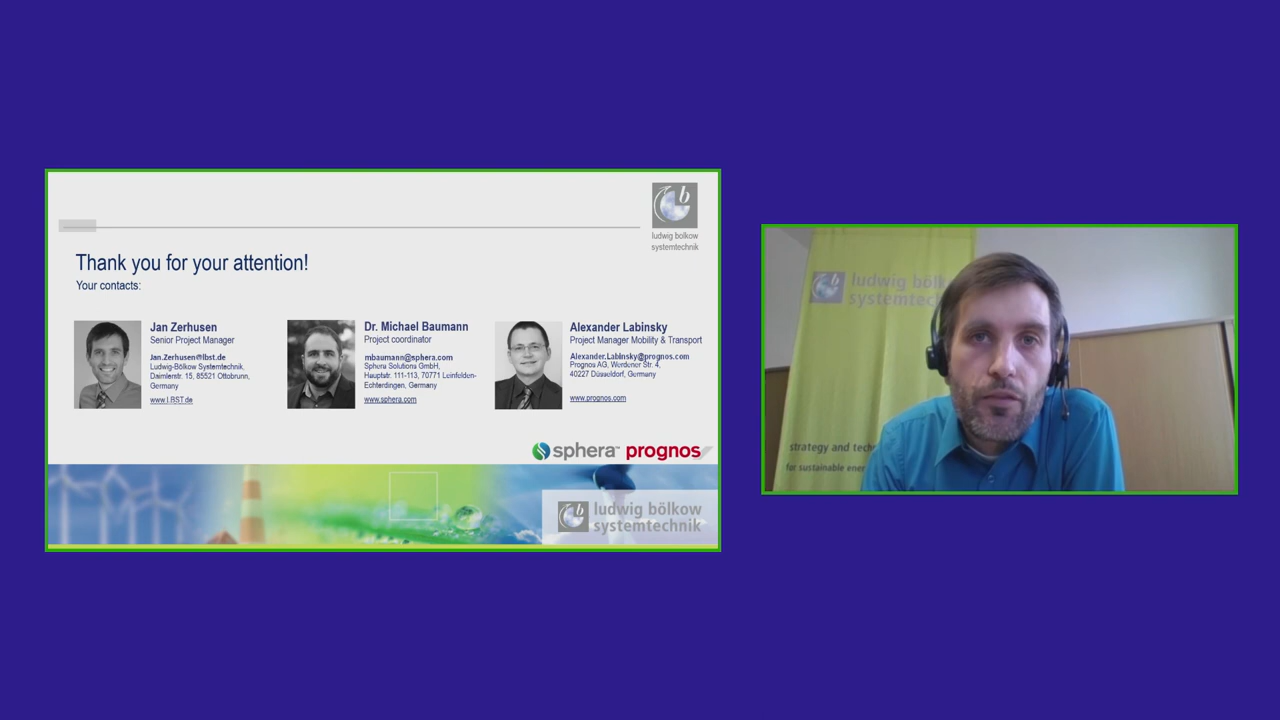 ludwig bolkow
systemtechnik
Thank you for your attention!
Your contacts:
Jan Zerhusen
Senior Project Manager
Jan.Zerhusen@lbst.de
Ludwig-Bölkow Systemtechnik,
Daimlerstr. 15, 85521 Ottobrunn,
Germany
www.LBST.de
Dr. Michael Baumann
Project coordinator
mbaumann@sphera.com
Sphera Solutions GmbH,
Hauptstr. 111-113, 70771 Leinfelden-
Echterdingen, Germany
www.sphera.com
Alexander Labinsky
Project Manager Mobility & Transport
Alexander.Labinsky@prognos.com
Prognos AG, Werdener Str. 4,
40227 Düsseldorf, Germany
www.prognos.com
sphera™ prognos
ludwig bölkow
systemtechnik
ludwig bölk
systemtec
strategy and tech
for sustainable ener